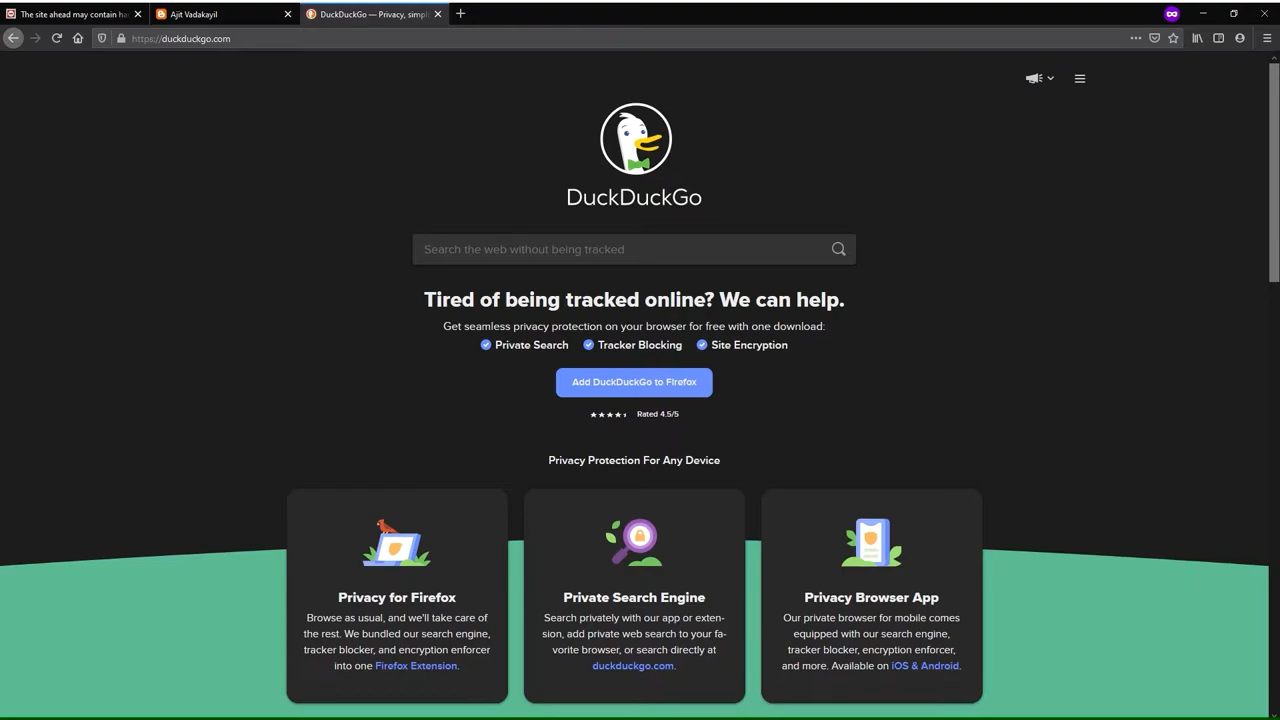 The site ahead may contain ha
Ajit Vadakayil
DuckDuckGo — Privacy, simpl
https://duckduckgo.com
DuckDuckGo
Search the web without being tracked
Tired of being tracked online? We can help.
Get seamless privacy protection on your browser for free with one download:
Private Search Tracker Blocking Site Encryption
Add DuckDuckGo to Firefox
Rated 4.5/5
Privacy Protection For Any Device
Privacy for Firefox
Browse as usual, and we'll take care of
the rest. We bundled our search engine,
tracker blocker, and encryption enforcer
into one Firefox Extension.
Private Search Engine
Search privately with our app or exten-
sion, add private web search to your fa-
vorite browser, or search directly at
duckduckgo.com.
Privacy Browser App
Our private browser for mobile comes
equipped with our search engine,
tracker blocker, encryption enforcer,
and more. Available on iOS & Android.